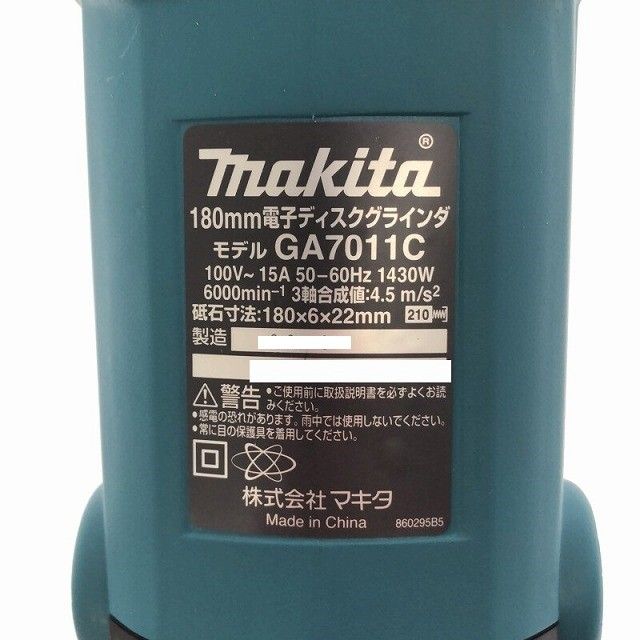 makita®
180mm電子ディスクグラインダ
モデル GA7011C
100V~ 15A 50-60Hz 1430W
6000min-1 3軸合成値:4.5 m/s2
砥石寸法:180×6×22mm 210
製造
警告 •ご使用前に取扱説明書を必ずよくお読
みください。
•感電の恐れがあります。雨中では使用しないでください。
•常に目の保護具を着用してください。
株式会社 マキタ
Made in China 860295B5